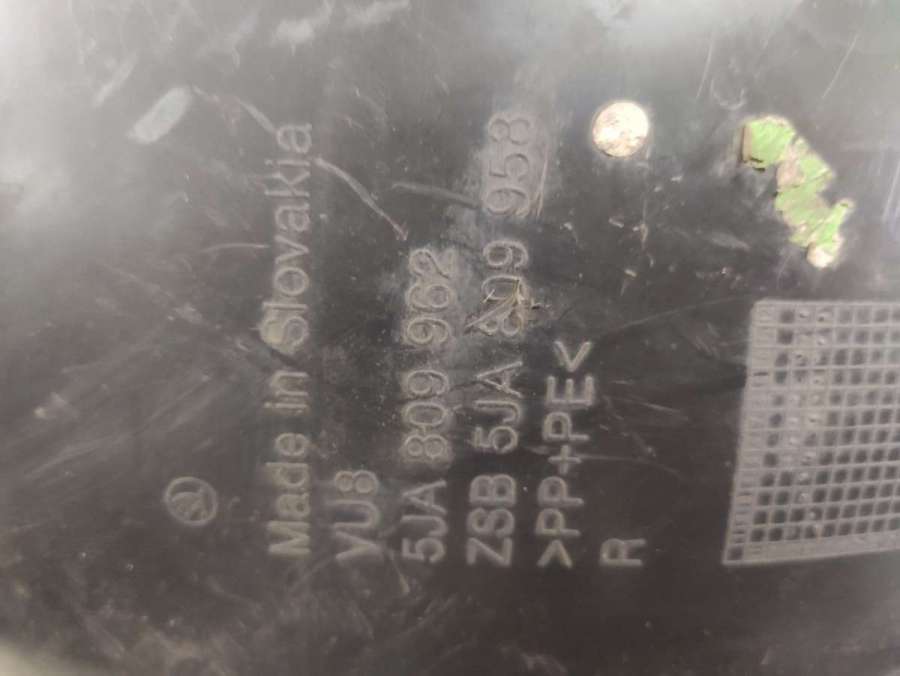 Made in Slovakia
VU8
5JA 809 962
ZSB 5JA 809 958
>PP+PE<
R